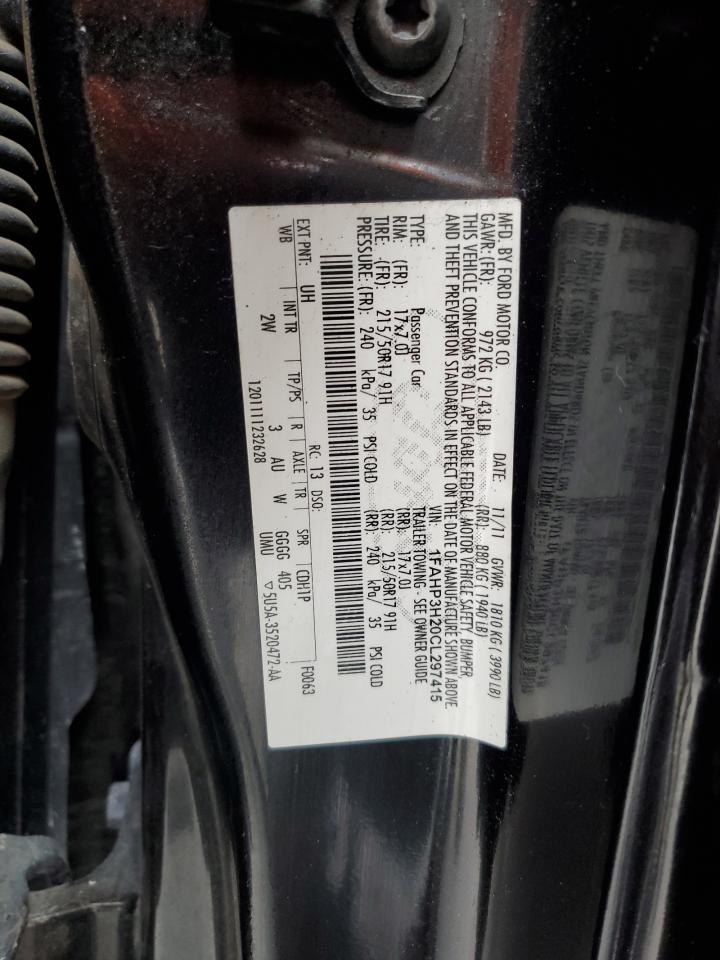 MFD. BY FORD MOTOR CO.
DATE: 11/11 GVWR: 1810 KG ( 3990 LB)
GAWR: (FR): 972 KG ( 2143 LB) (RR): 880 KG ( 1940 LB)
THIS VEHICLE CONFORMS TO ALL APPLICABLE FEDERAL MOTOR VEHICLE SAFETY, BUMPER
AND THEFT PREVENTION STANDARDS IN EFFECT ON THE DATE OF MANUFACTURE SHOWN ABOVE
VIN: 1FAHP3H20CL297415
TYPE: Passenger Car TRAILER TOWING - SEE OWNER GUIDE
RIM: (FR): 17x7.0J (RR): 17x7.0J
TIRE: (FR): 215/50R17 91H (RR): 215/50R17 91H
PRESSURE: (FR): 240 kPa/ 35 PSI COLD (RR): 240 kPa/ 35 PSI COLD
EXT PNT: UH RC: 13 DSO: F0063
WB INT TR TP/PS R AXLE TR SPR CDH1P
2W 3 AU W GGGG 405
1201111232628 UMU ▽5U5A-3520472-AA